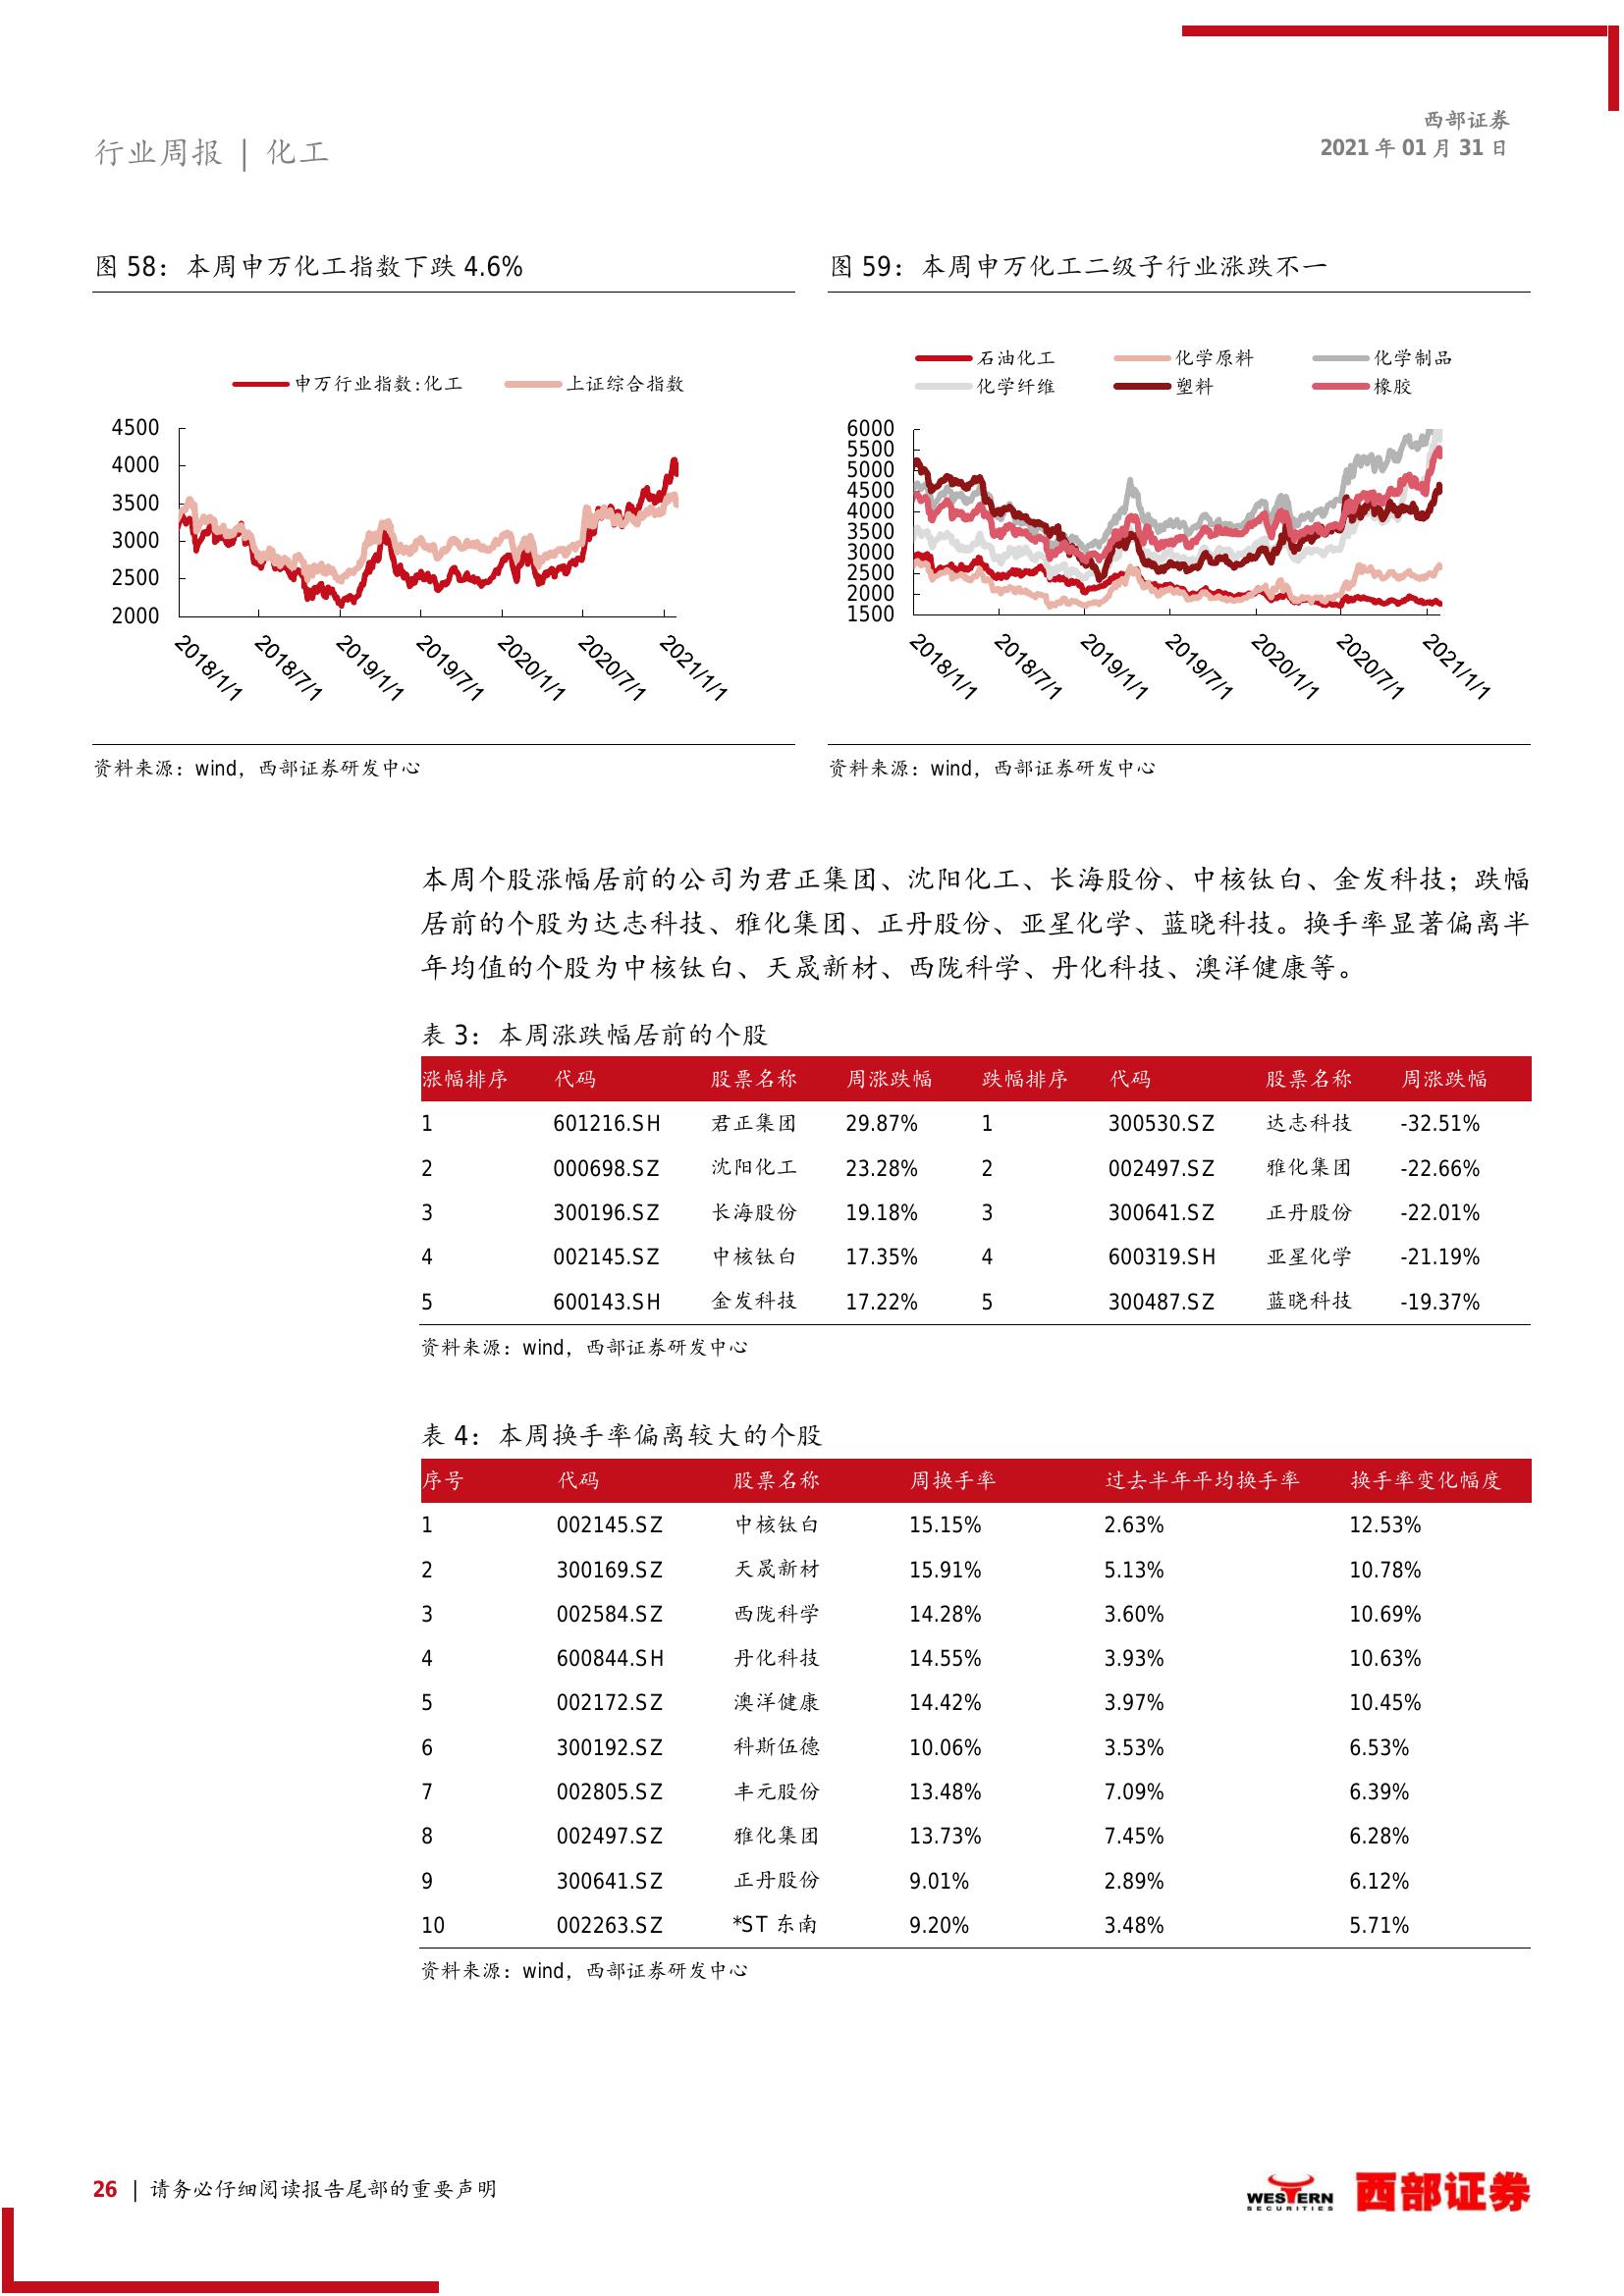 西部证券
2021 年 01 月 31 日
行业周报 | 化工
图 58：本周申万化工指数下跌 4.6%
申万行业指数:化工 上证综合指数
4500
4000
3500
3000
2500
2000
2018/1/1 2018/7/1 2019/1/1 2019/7/1 2020/1/1 2020/7/1 2021/1/1
资料来源：wind，西部证券研发中心
图 59：本周申万化工二级子行业涨跌不一
石油化工 化学原料 化学制品
化学纤维 塑料 橡胶
6000
5500
5000
4500
4000
3500
3000
2500
2000
1500
2018/1/1 2018/7/1 2019/1/1 2019/7/1 2020/1/1 2020/7/1 2021/1/1
资料来源：wind，西部证券研发中心
本周个股涨幅居前的公司为君正集团、沈阳化工、长海股份、中核钛白、金发科技；跌幅
居前的个股为达志科技、雅化集团、正丹股份、亚星化学、蓝晓科技。换手率显著偏离半
年均值的个股为中核钛白、天晟新材、西陇科学、丹化科技、澳洋健康等。
表 3：本周涨跌幅居前的个股
涨幅排序 代码 股票名称 周涨跌幅 跌幅排序 代码 股票名称 周涨跌幅
1 601216.SH 君正集团 29.87% 1 300530.SZ 达志科技 -32.51%
2 000698.SZ 沈阳化工 23.28% 2 002497.SZ 雅化集团 -22.66%
3 300196.SZ 长海股份 19.18% 3 300641.SZ 正丹股份 -22.01%
4 002145.SZ 中核钛白 17.35% 4 600319.SH 亚星化学 -21.19%
5 600143.SH 金发科技 17.22% 5 300487.SZ 蓝晓科技 -19.37%
资料来源：wind，西部证券研发中心
表 4：本周换手率偏离较大的个股
序号 代码 股票名称 周换手率 过去半年平均换手率 换手率变化幅度
1 002145.SZ 中核钛白 15.15% 2.63% 12.53%
2 300169.SZ 天晟新材 15.91% 5.13% 10.78%
3 002584.SZ 西陇科学 14.28% 3.60% 10.69%
4 600844.SH 丹化科技 14.55% 3.93% 10.63%
5 002172.SZ 澳洋健康 14.42% 3.97% 10.45%
6 300192.SZ 科斯伍德 10.06% 3.53% 6.53%
7 002805.SZ 丰元股份 13.48% 7.09% 6.39%
8 002497.SZ 雅化集团 13.73% 7.45% 6.28%
9 300641.SZ 正丹股份 9.01% 2.89% 6.12%
10 002263.SZ *ST 东南 9.20% 3.48% 5.71%
资料来源：wind，西部证券研发中心
26 | 请务必仔细阅读报告尾部的重要声明
WESTERN
SECURITIES
西部证券